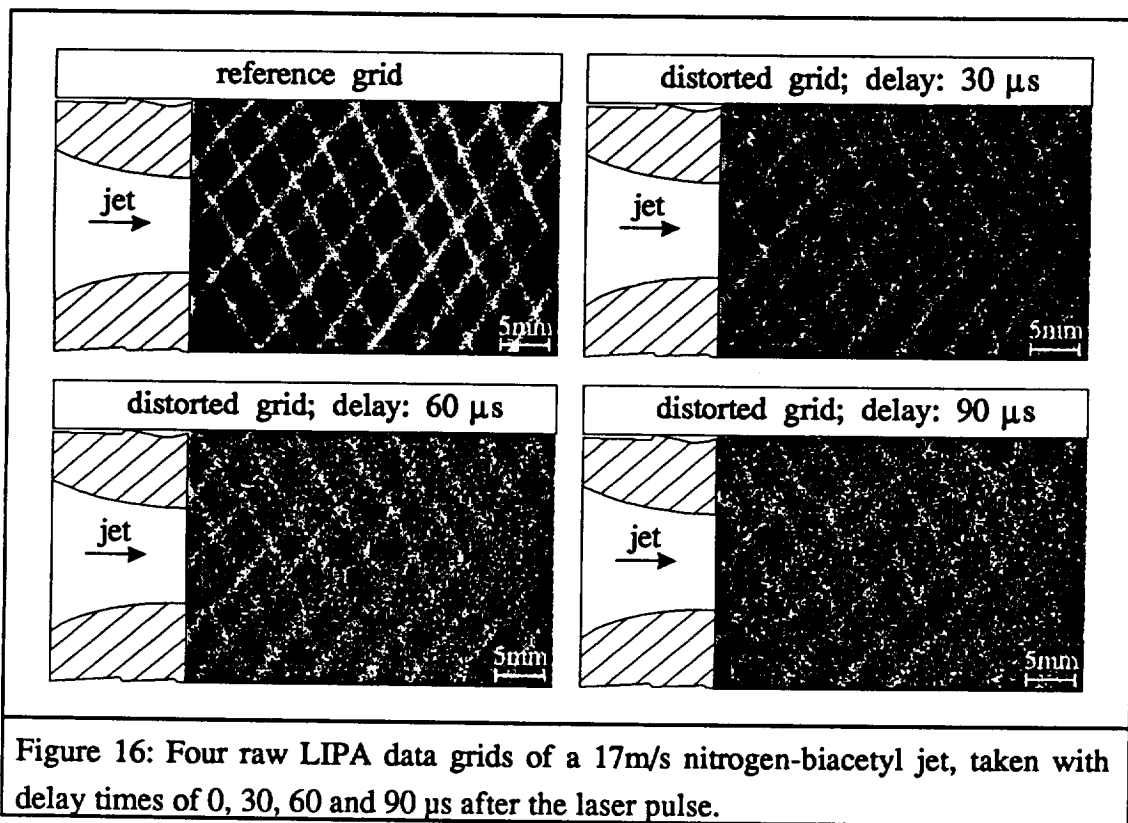 reference grid
distorted grid; delay: 30 µs
jet
5mm
jet
5mm
distorted grid; delay: 60 µs
distorted grid; delay: 90 µs
jet
5mm
jet
5mm
Figure 16: Four raw LIPA data grids of a 17m/s nitrogen-biacetyl jet, taken with
delay times of 0, 30, 60 and 90 µs after the laser pulse.